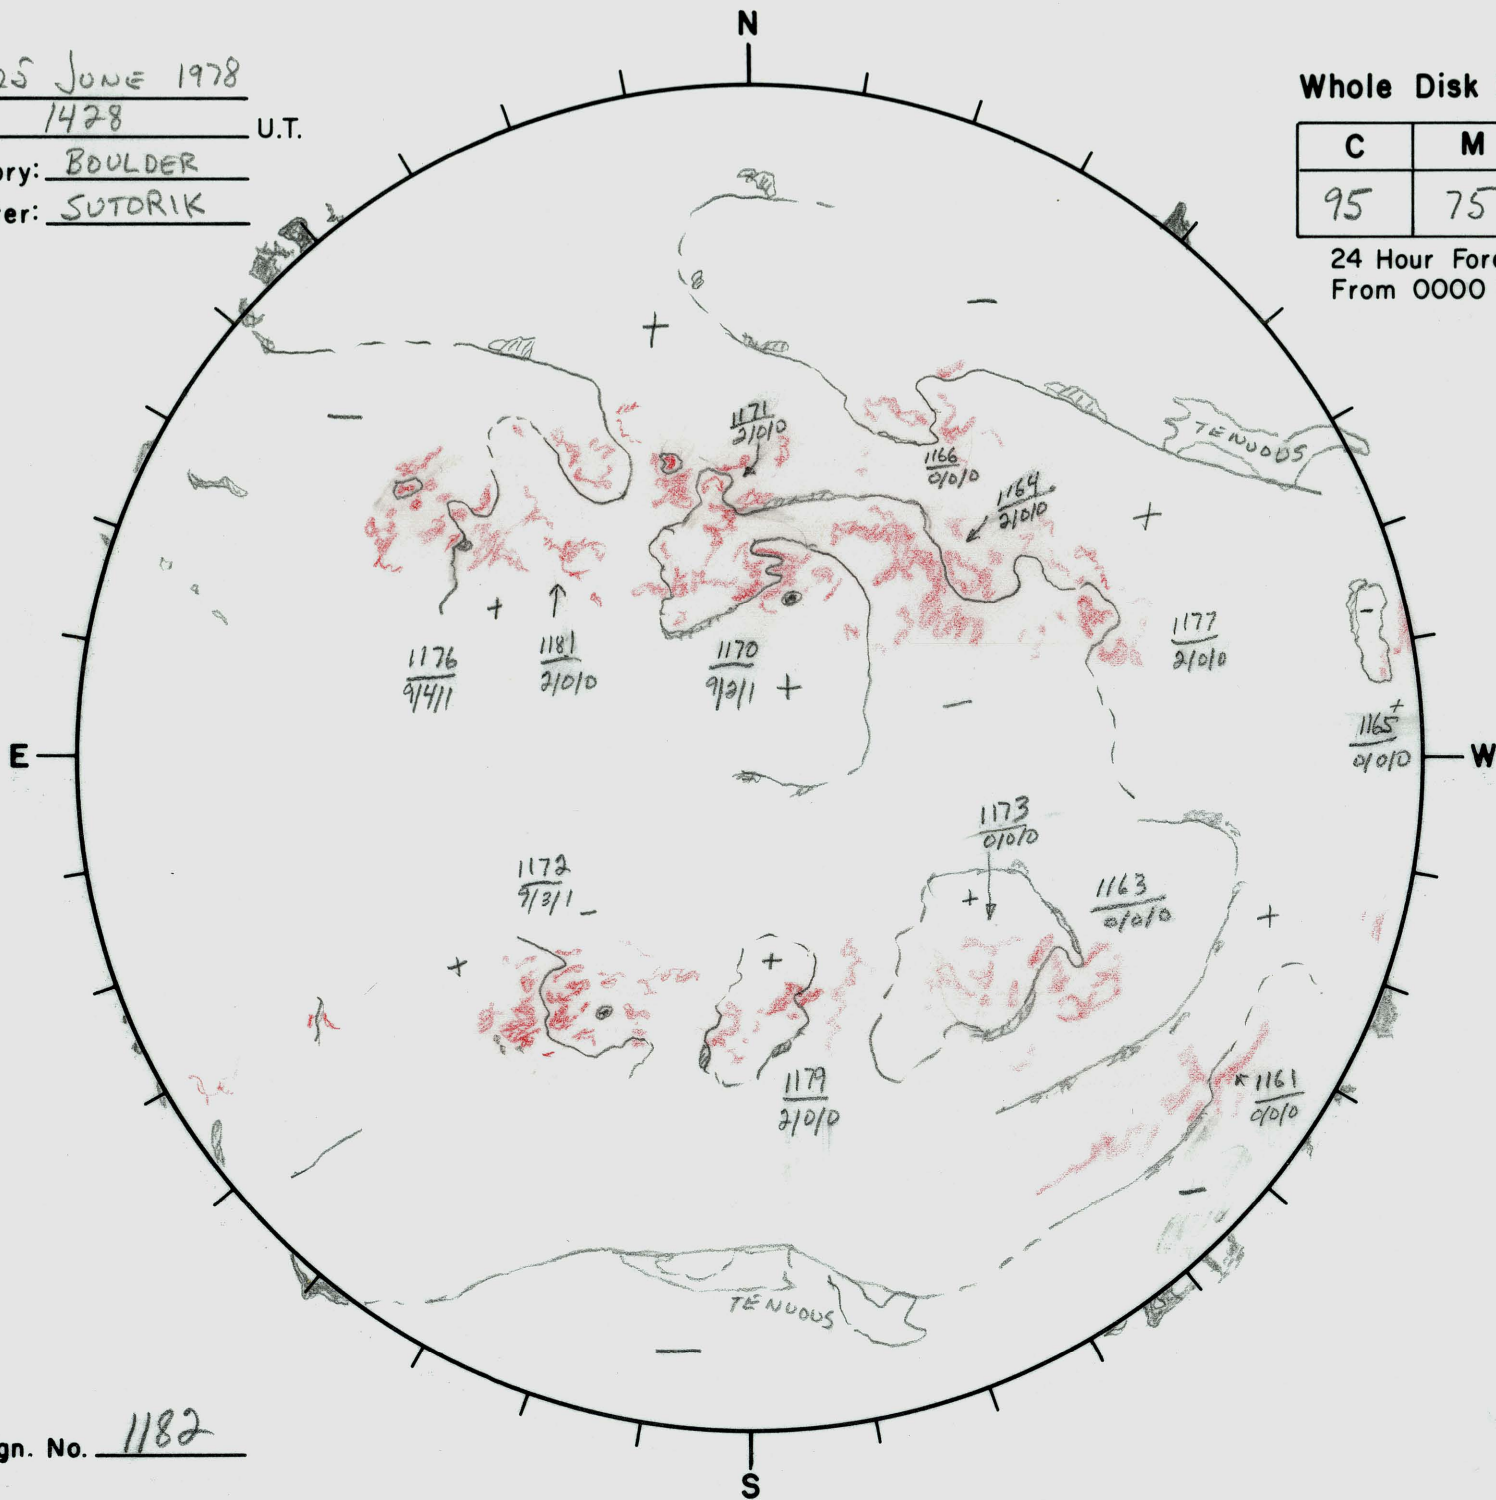 N
25 JUNE 1978
1428 U.T.
ory: BOULDER
er: SUTORIK
Whole Disk
C M
95 75
24 Hour Fore
From 0000
+
−
−
1171
2/0/0
TENUOUS
1166
0/0/0
1164
2/0/0
+
−
+
1176
9/4/1
1181
2/0/0
1170
9/2/1
+
1177
2/0/0
−
+
1165
0/0/0
E
W
1173
0/0/0
1172
9/3/1
−
+
1163
0/0/0
+
+
+
1179
2/0/0
1161
0/0/0
−
TENUOUS
−
gn. No. 1182
S